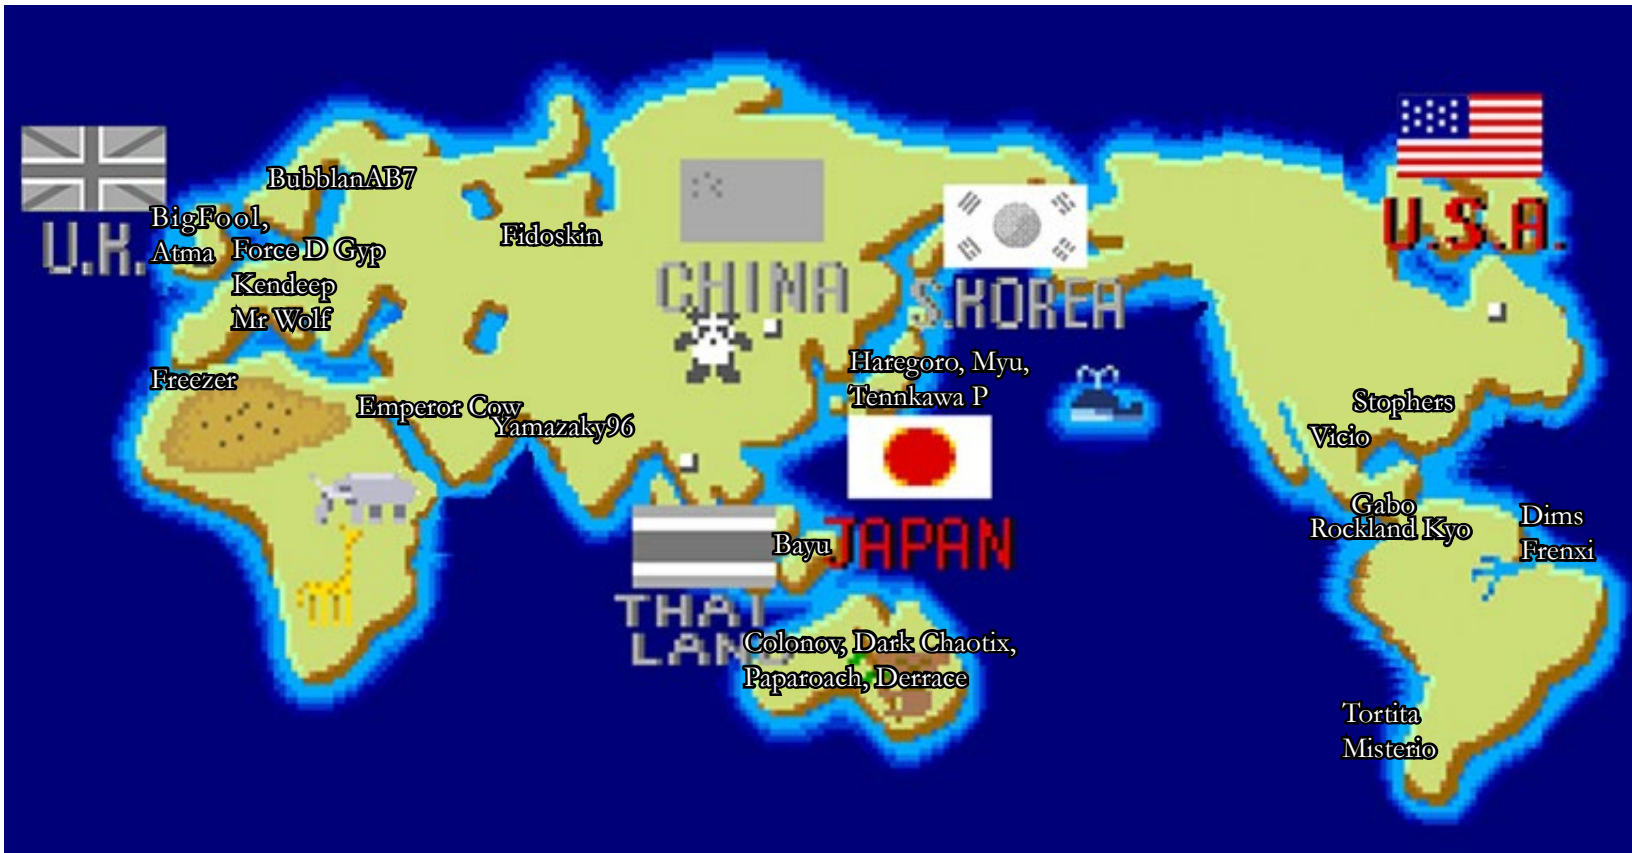 U.K.
BubblanAB7
BigFool,
Atma
Force D Gyp
Kendeep
Mr Wolf
Fidoskin
CHINA
S.KOREA
U.S.A.
Freezer
Emperor Cow
Yamazaky96
Haregoro, Myu,
Tennkawa P
JAPAN
Stophers
Vicio
Gabo
Rockland Kyo
Dims
Frenxi
Bayu
THAI
LAND
Colonov, Dark Chaotix,
Paparoach, Derrace
Tortita
Misterio